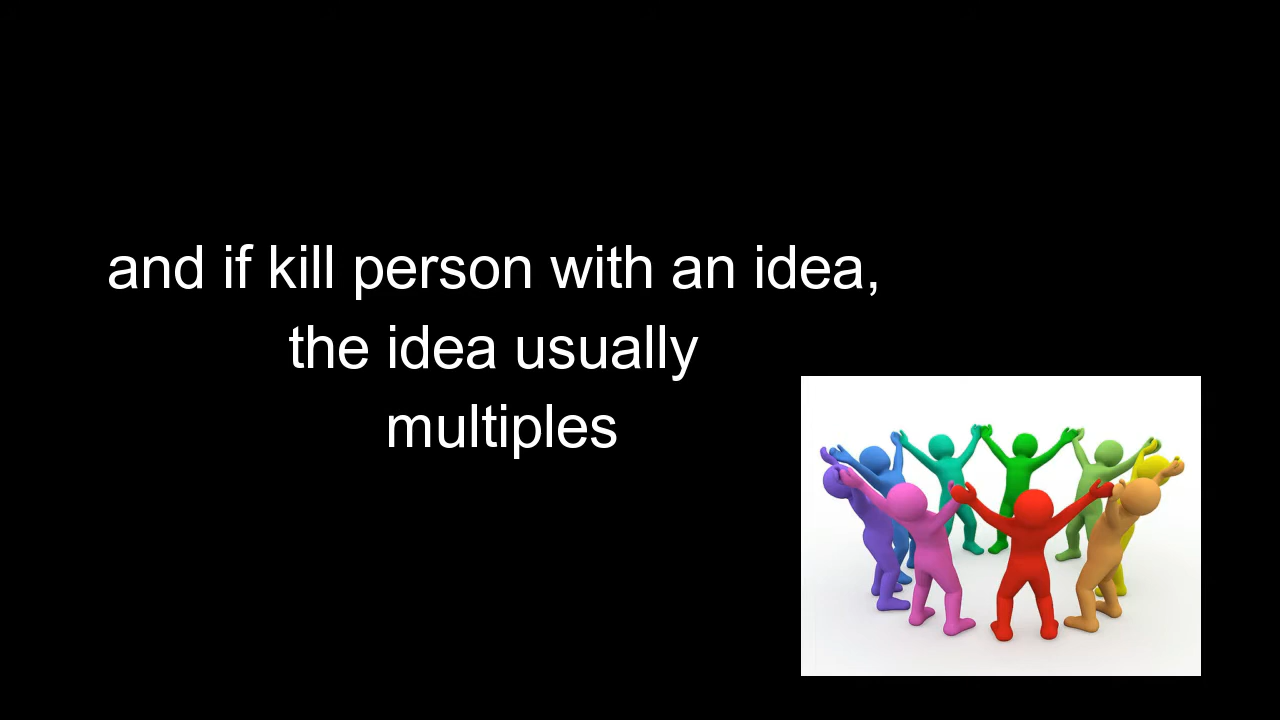 and if kill person with an idea,
the idea usually
multiples